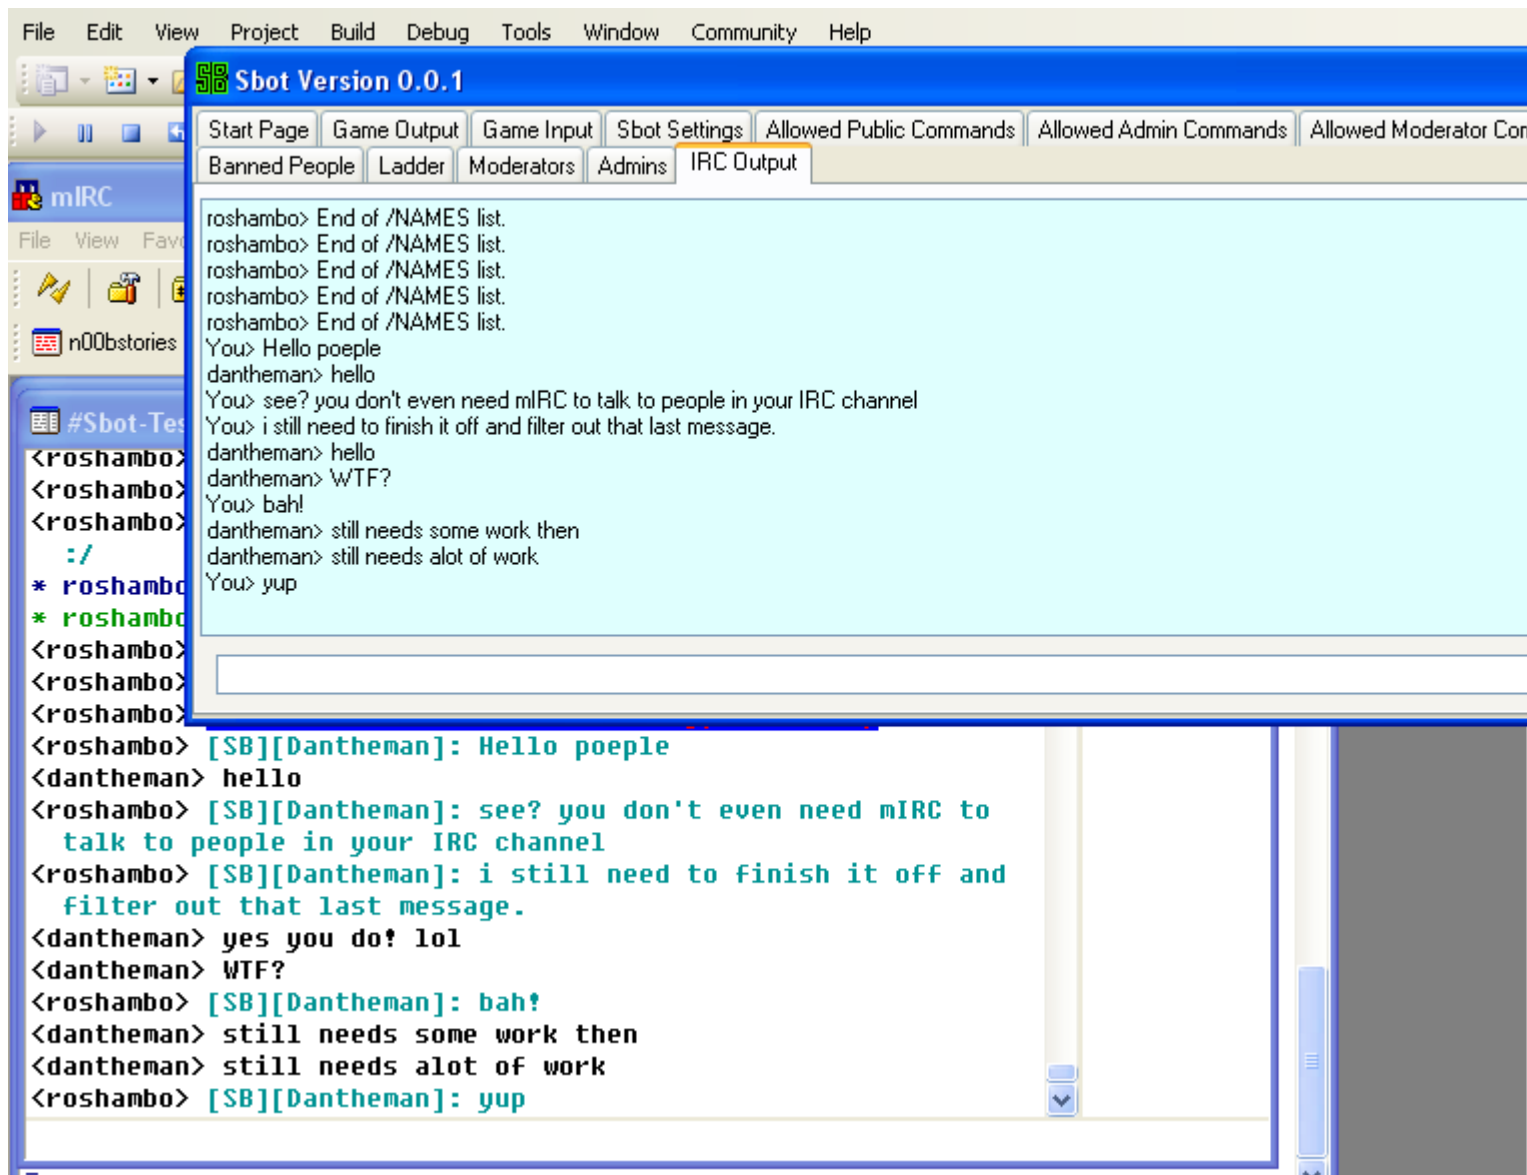 File Edit View Project Build Debug Tools Window Community Help
Sbot Version 0.0.1
Start Page Game Output Game Input Sbot Settings Allowed Public Commands Allowed Admin Commands Allowed Moderator
Banned People Ladder Moderators Admins IRC Output
mIRC
File View
n00bstories
roshambo> End of /NAMES list.
roshambo> End of /NAMES list.
roshambo> End of /NAMES list.
roshambo> End of /NAMES list.
roshambo> End of /NAMES list.
You> Hello poeple
dantheman> hello
You> see? you don't even need mIRC to talk to people in your IRC channel
You> i still need to finish it off and filter out that last message.
dantheman> hello
dantheman> WTF?
You> bah!
dantheman> still needs some work then
dantheman> still needs alot of work
You> yup
#Sbot-Tes
<roshambo>
<roshambo>
<roshambo>
:/
* roshambo
* roshambo
<roshambo>
<roshambo>
<roshambo>
<roshambo> [SB][Dantheman]: Hello poeple
<dantheman> hello
<roshambo> [SB][Dantheman]: see? you don't even need mIRC to
talk to people in your IRC channel
<roshambo> [SB][Dantheman]: i still need to finish it off and
filter out that last message.
<dantheman> yes you do! lol
<dantheman> WTF?
<roshambo> [SB][Dantheman]: bah!
<dantheman> still needs some work then
<dantheman> still needs alot of work
<roshambo> [SB][Dantheman]: yup